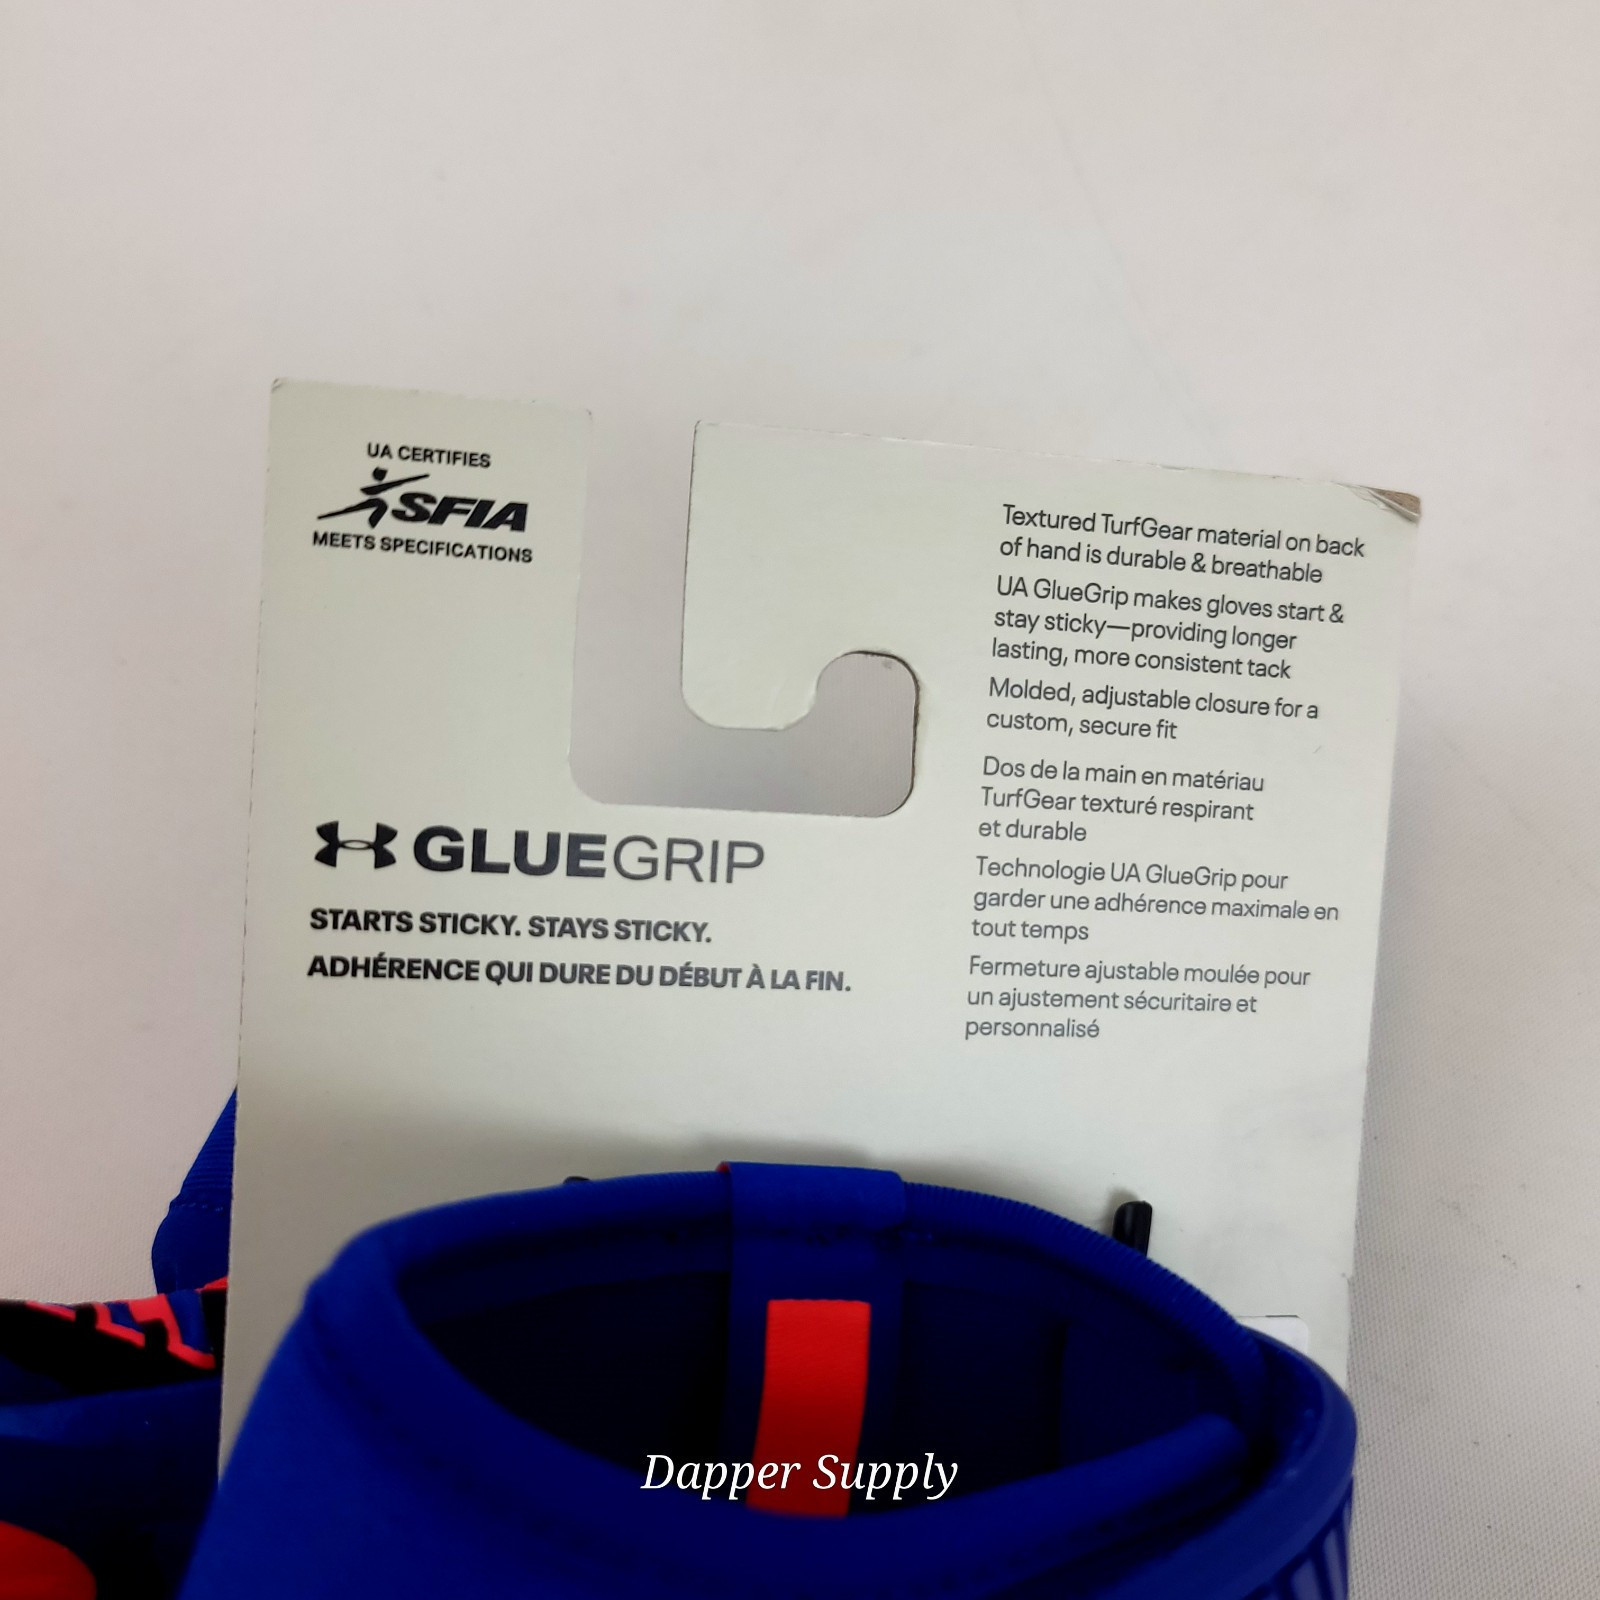 UA CERTIFIES
SFIA
MEETS SPECIFICATIONS
GLUEGRIP
STARTS STICKY. STAYS STICKY.
ADHÉRENCE QUI DURE DU DÉBUT À LA FIN.
Textured TurfGear material on back
of hand is durable & breathable
UA GlueGrip makes gloves start &
stay sticky—providing longer
lasting, more consistent tack
Molded, adjustable closure for a
custom, secure fit
Dos de la main en matériau
TurfGear texturé respirant
et durable
Technologie UA GlueGrip pour
garder une adhérence maximale en
tout temps
Fermeture ajustable moulée pour
un ajustement sécuritaire et
personnalisé
Dapper Supply